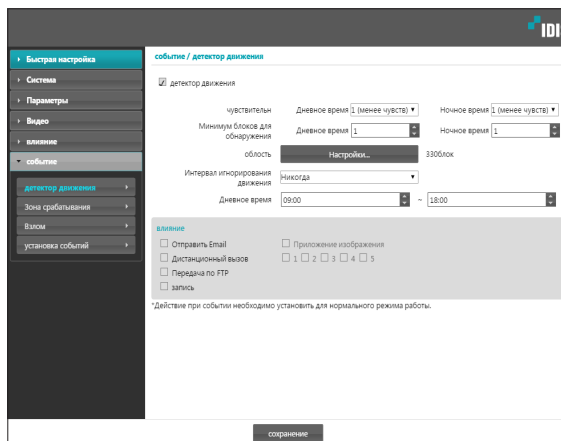 IDIS
Быстрая настройка
Система
Параметры
Видео
влияние
событие
детектор движения
Зона срабатывания
Взлом
установка событий
событие / детектор движения
детектор движения
чувствительн Дневное время 1 (менее чувств) Ночное время 1 (менее чувств)
Минимум блоков для обнаружения Дневное время 1 Ночное время 1
облость Настройки... 330блок
Интервал игнорирования движения Никогда
Дневное время 09:00 ~ 18:00
влияние
Отправить Email Приложение изображения
Дистанционный вызов 1 2 3 4 5
Передача по FTP
запись
*Действие при событии необходимо установить для нормального режима работы.
сохранение